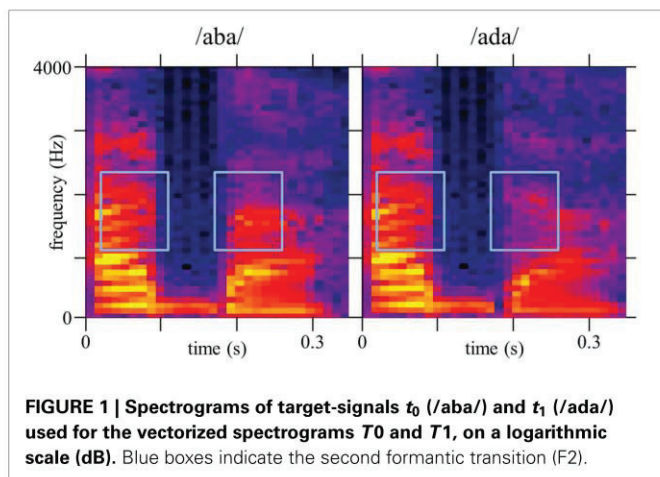 /aba/
/ada/
4000
frequency (Hz)
0
0
time (s)
0.3
0
time (s)
0.3
FIGURE 1 | Spectrograms of target-signals t₀ (/aba/) and t₁ (/ada/)
used for the vectorized spectrograms T0 and T1, on a logarithmic
scale (dB). Blue boxes indicate the second formantic transition (F2).